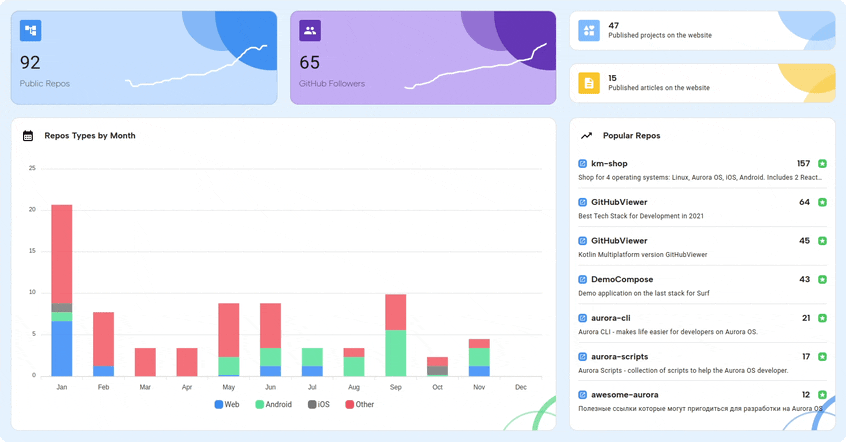 92
Public Repos
65
GitHub Followers
47
Published projects on the website
15
Published articles on the website
Repos Types by Month
25
20
15
10
5
0
Jan Feb Mar Apr May Jun Jul Aug Sep Oct Nov Dec
Web Android iOS Other
Popular Repos
km-shop 157
Shop for 4 operating systems: Linux, Aurora OS, iOS, Android. Includes 2 React...
GitHubViewer 64
Best Tech Stack for Development in 2021
GitHubViewer 45
Kotlin Multiplatform version GitHubViewer
DemoCompose 43
Demo application on the last stack for Surf
aurora-cli 21
Aurora CLI - makes life easier for developers on Aurora OS.
aurora-scripts 17
Aurora Scripts - collection of scripts to help the Aurora OS developer.
awesome-aurora 12
Полезные ссылки которые могут пригодиться для разработки на Aurora OS